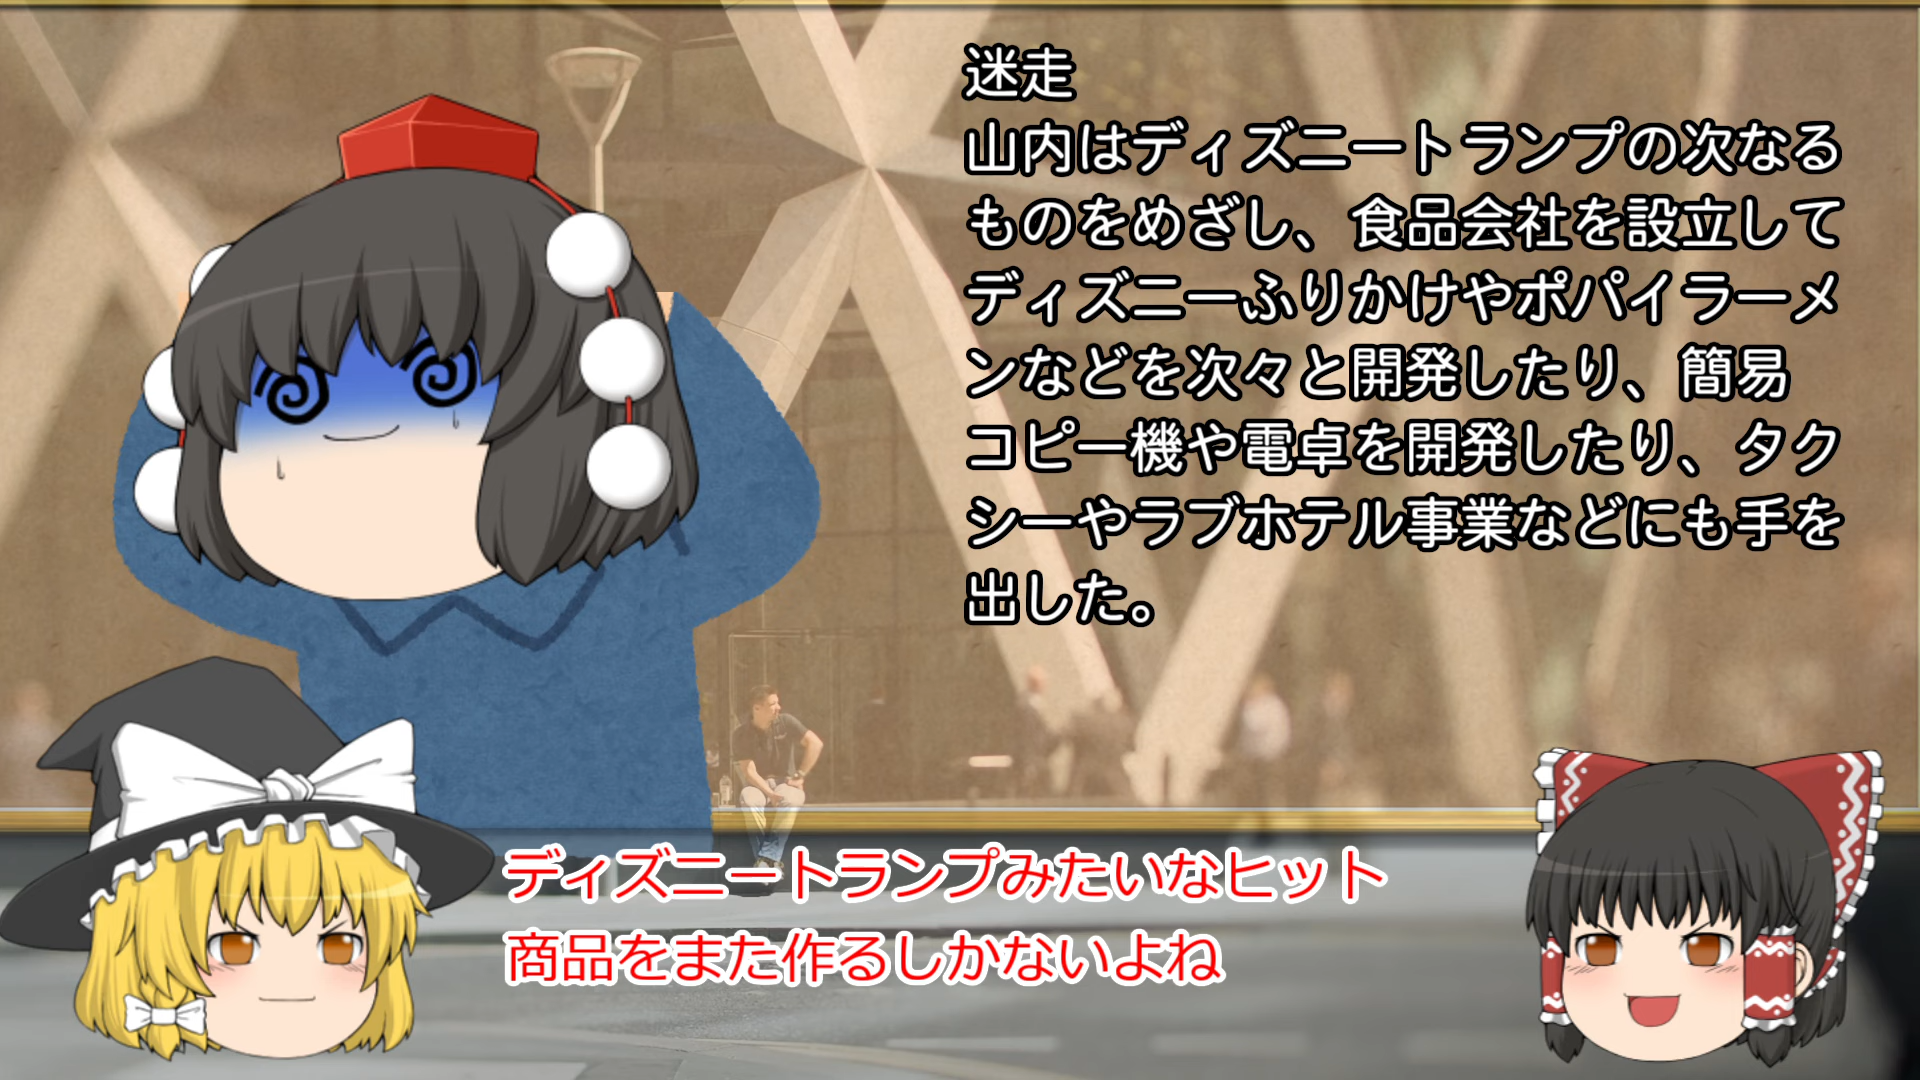 迷走
山内はディズニートランプの次なる
ものをめざし、食品会社を設立して
ディズニーふりかけやポパイラーメ
ンなどを次々と開発したり、簡易
コピー機や電卓を開発したり、タク
シーやラブホテル事業などにも手を
出した。
ディズニートランプみたいなヒット
商品をまた作るしかないよね